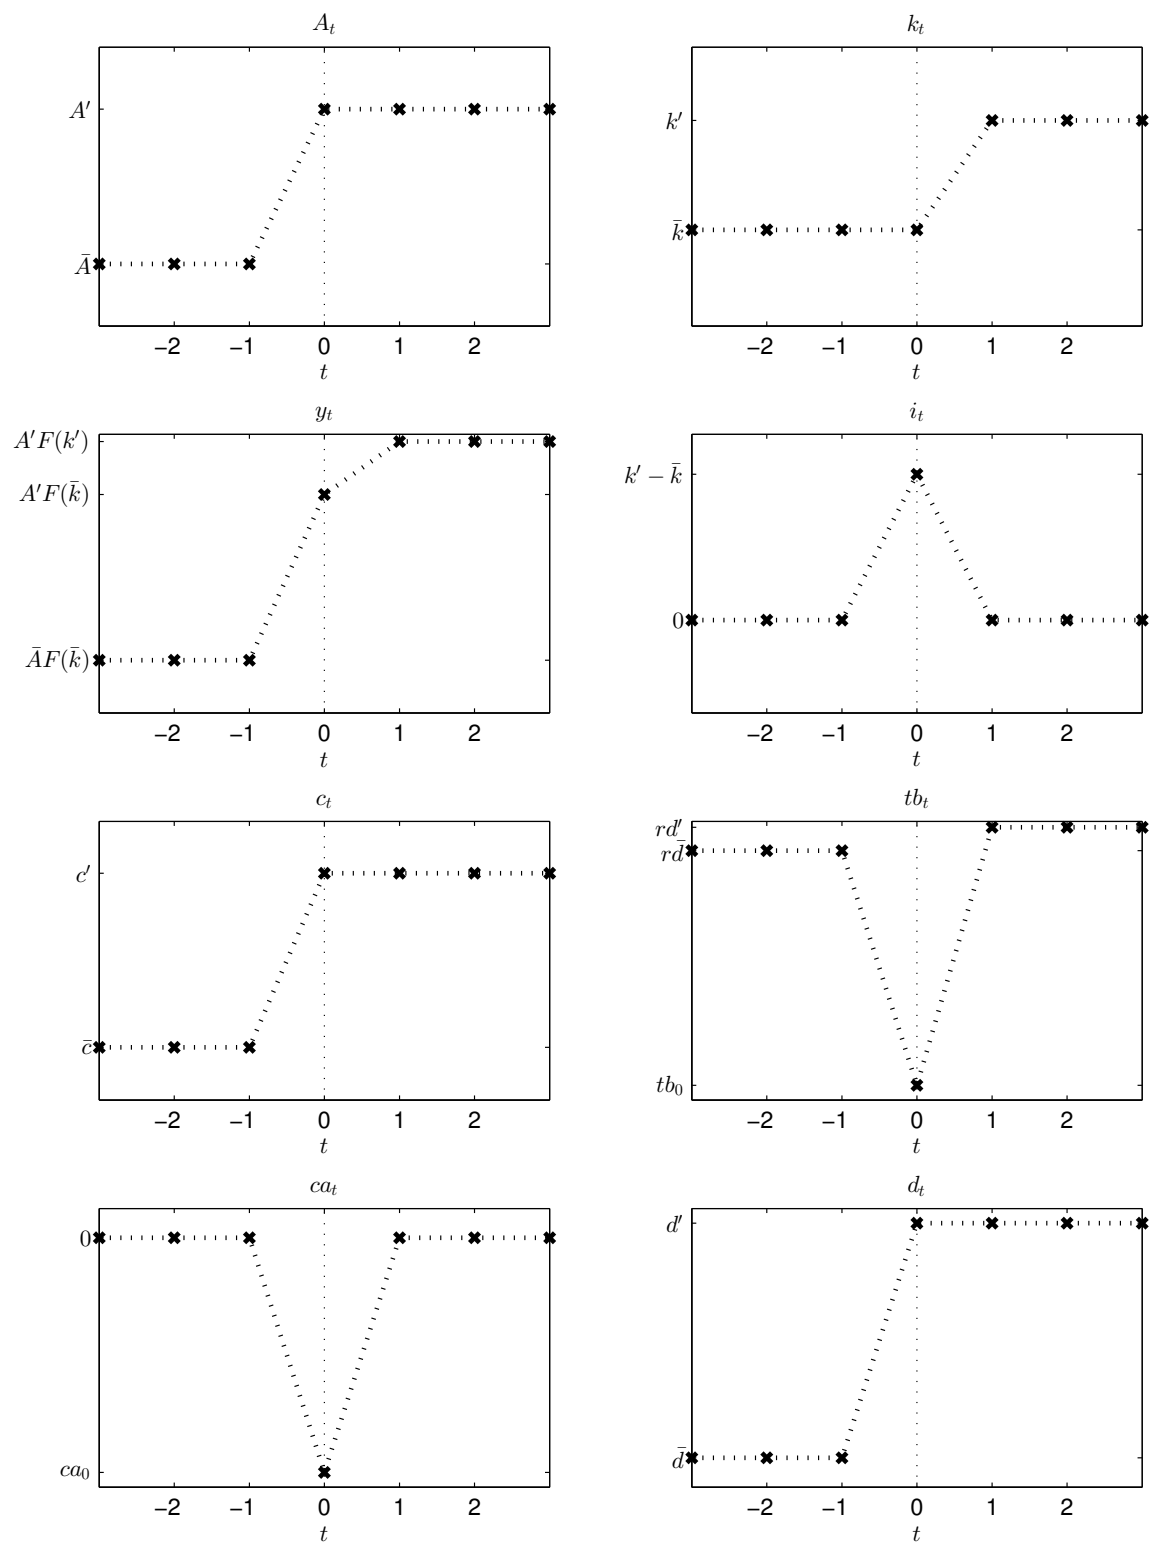 A_t
A′
Ā
−2 −1 0 1 2
t
k_t
k′
k̄
−2 −1 0 1 2
t
y_t
A′F(k′)
A′F(k̄)
ĀF(k̄)
−2 −1 0 1 2
t
i_t
k′ − k̄
0
−2 −1 0 1 2
t
c_t
c′
c̄
−2 −1 0 1 2
t
tb_t
rd′
rd̄
tb_0
−2 −1 0 1 2
t
ca_t
0
ca_0
−2 −1 0 1 2
t
d_t
d′
d̄
−2 −1 0 1 2
t